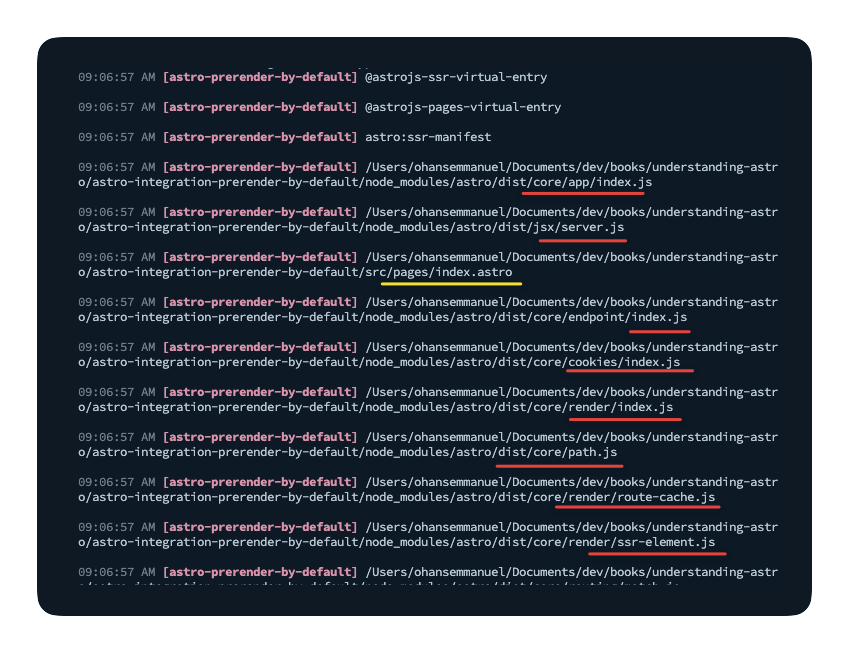 09:06:57 AM [astro-prerender-by-default] @astrojs-ssr-virtual-entry
09:06:57 AM [astro-prerender-by-default] @astrojs-pages-virtual-entry
09:06:57 AM [astro-prerender-by-default] astro:ssr-manifest
09:06:57 AM [astro-prerender-by-default] /Users/ohansemmanuel/Documents/dev/books/understanding-astr
o/astro-integration-prerender-by-default/node_modules/astro/dist/core/app/index.js
09:06:57 AM [astro-prerender-by-default] /Users/ohansemmanuel/Documents/dev/books/understanding-astr
o/astro-integration-prerender-by-default/node_modules/astro/dist/jsx/server.js
09:06:57 AM [astro-prerender-by-default] /Users/ohansemmanuel/Documents/dev/books/understanding-astr
o/astro-integration-prerender-by-default/src/pages/index.astro
09:06:57 AM [astro-prerender-by-default] /Users/ohansemmanuel/Documents/dev/books/understanding-astr
o/astro-integration-prerender-by-default/node_modules/astro/dist/core/endpoint/index.js
09:06:57 AM [astro-prerender-by-default] /Users/ohansemmanuel/Documents/dev/books/understanding-astr
o/astro-integration-prerender-by-default/node_modules/astro/dist/core/cookies/index.js
09:06:57 AM [astro-prerender-by-default] /Users/ohansemmanuel/Documents/dev/books/understanding-astr
o/astro-integration-prerender-by-default/node_modules/astro/dist/core/render/index.js
09:06:57 AM [astro-prerender-by-default] /Users/ohansemmanuel/Documents/dev/books/understanding-astr
o/astro-integration-prerender-by-default/node_modules/astro/dist/core/path.js
09:06:57 AM [astro-prerender-by-default] /Users/ohansemmanuel/Documents/dev/books/understanding-astr
o/astro-integration-prerender-by-default/node_modules/astro/dist/core/render/route-cache.js
09:06:57 AM [astro-prerender-by-default] /Users/ohansemmanuel/Documents/dev/books/understanding-astr
o/astro-integration-prerender-by-default/node_modules/astro/dist/core/render/ssr-element.js
09:06:57 AM [astro-prerender-by-default] /Users/ohansemmanuel/Documents/dev/books/understanding-astr